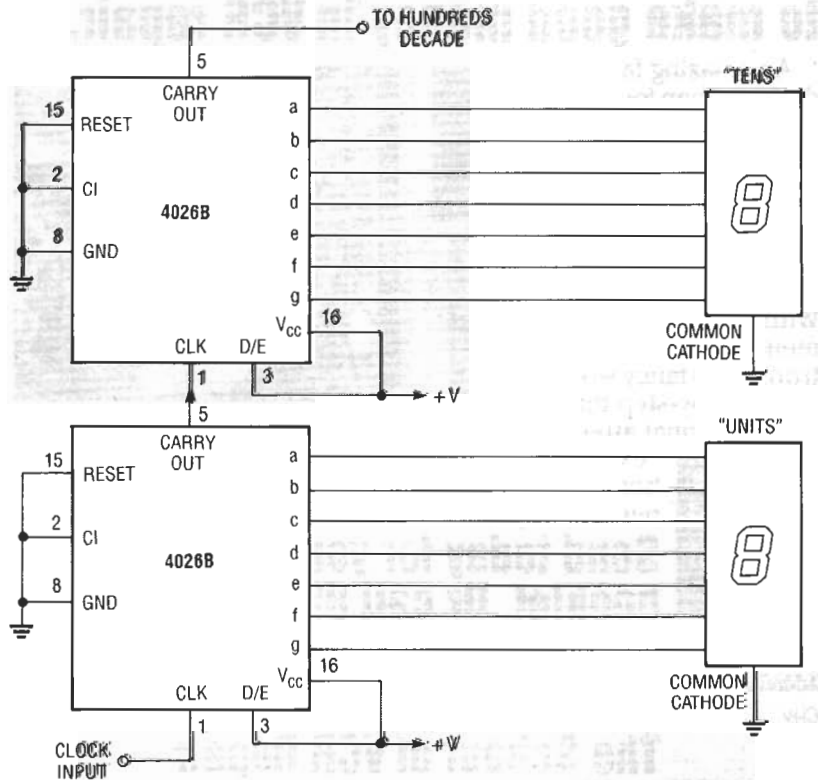 TO HUNDREDS
DECADE
5
CARRY
OUT
"TENS"
15
RESET
a
b
2
CI
c
4026B
d
8
GND
e
f
g
VCC
16
CLK
D/E
COMMON
CATHODE
1
3
+V
5
CARRY
OUT
"UNITS"
15
RESET
a
b
2
CI
c
4026B
d
8
GND
e
f
g
VCC
16
CLK
D/E
COMMON
CATHODE
1
3
+V
CLOCK
INPUT